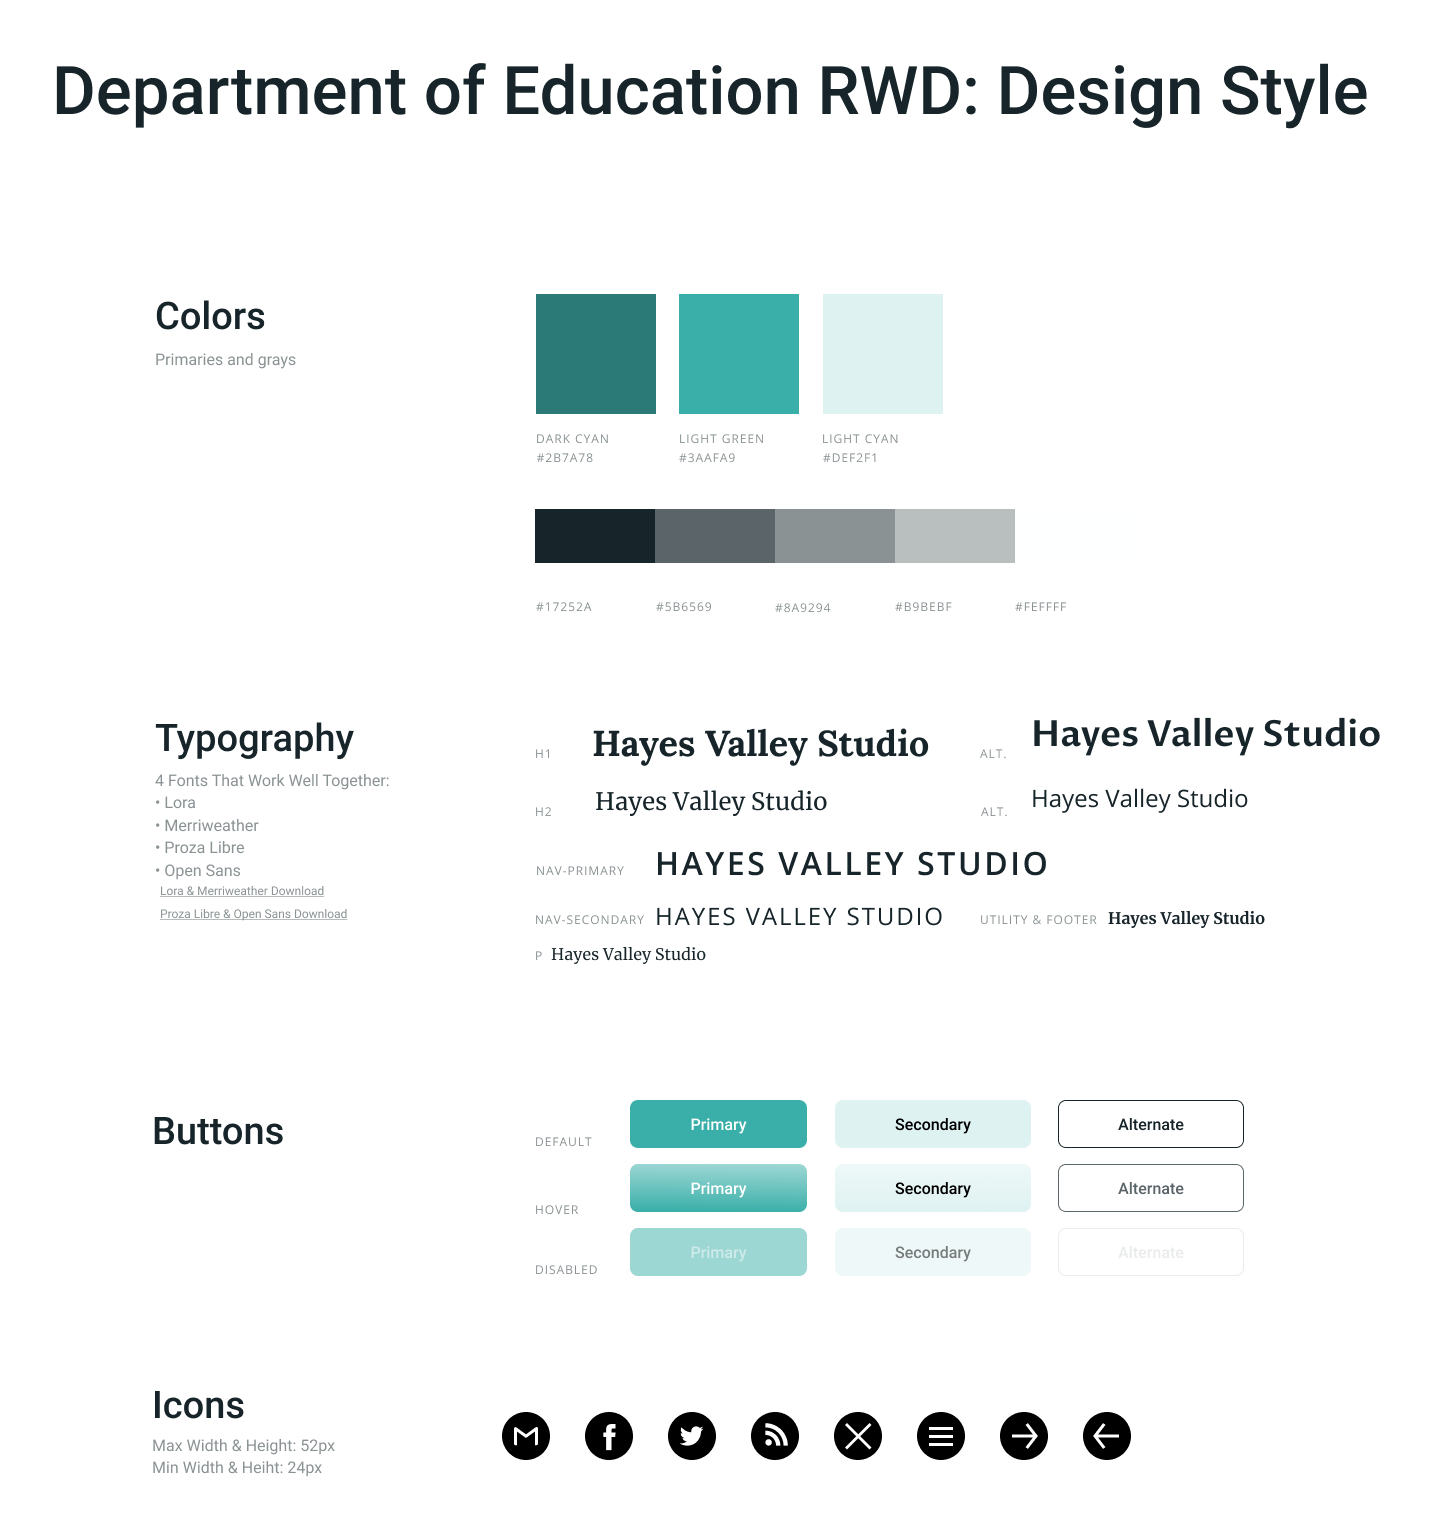 Department of Education RWD: Design Style
Colors
Primaries and grays
DARK CYAN
#2B7A78
LIGHT GREEN
#3AAFA9
LIGHT CYAN
#DEF2F1
#17252A
#5B6569
#8A9294
#B9BEBF
#FEFFFF
Typography
4 Fonts That Work Well Together:
• Lora
• Merriweather
• Proza Libre
• Open Sans
Lora & Merriweather Download
Proza Libre & Open Sans Download
H1 Hayes Valley Studio
ALT. Hayes Valley Studio
H2 Hayes Valley Studio
ALT. Hayes Valley Studio
NAV-PRIMARY HAYES VALLEY STUDIO
NAV-SECONDARY HAYES VALLEY STUDIO
UTILITY & FOOTER Hayes Valley Studio
P Hayes Valley Studio
Buttons
DEFAULT Primary Secondary Alternate
HOVER Primary Secondary Alternate
DISABLED Primary Secondary Alternate
Icons
Max Width & Height: 52px
Min Width & Heiht: 24px